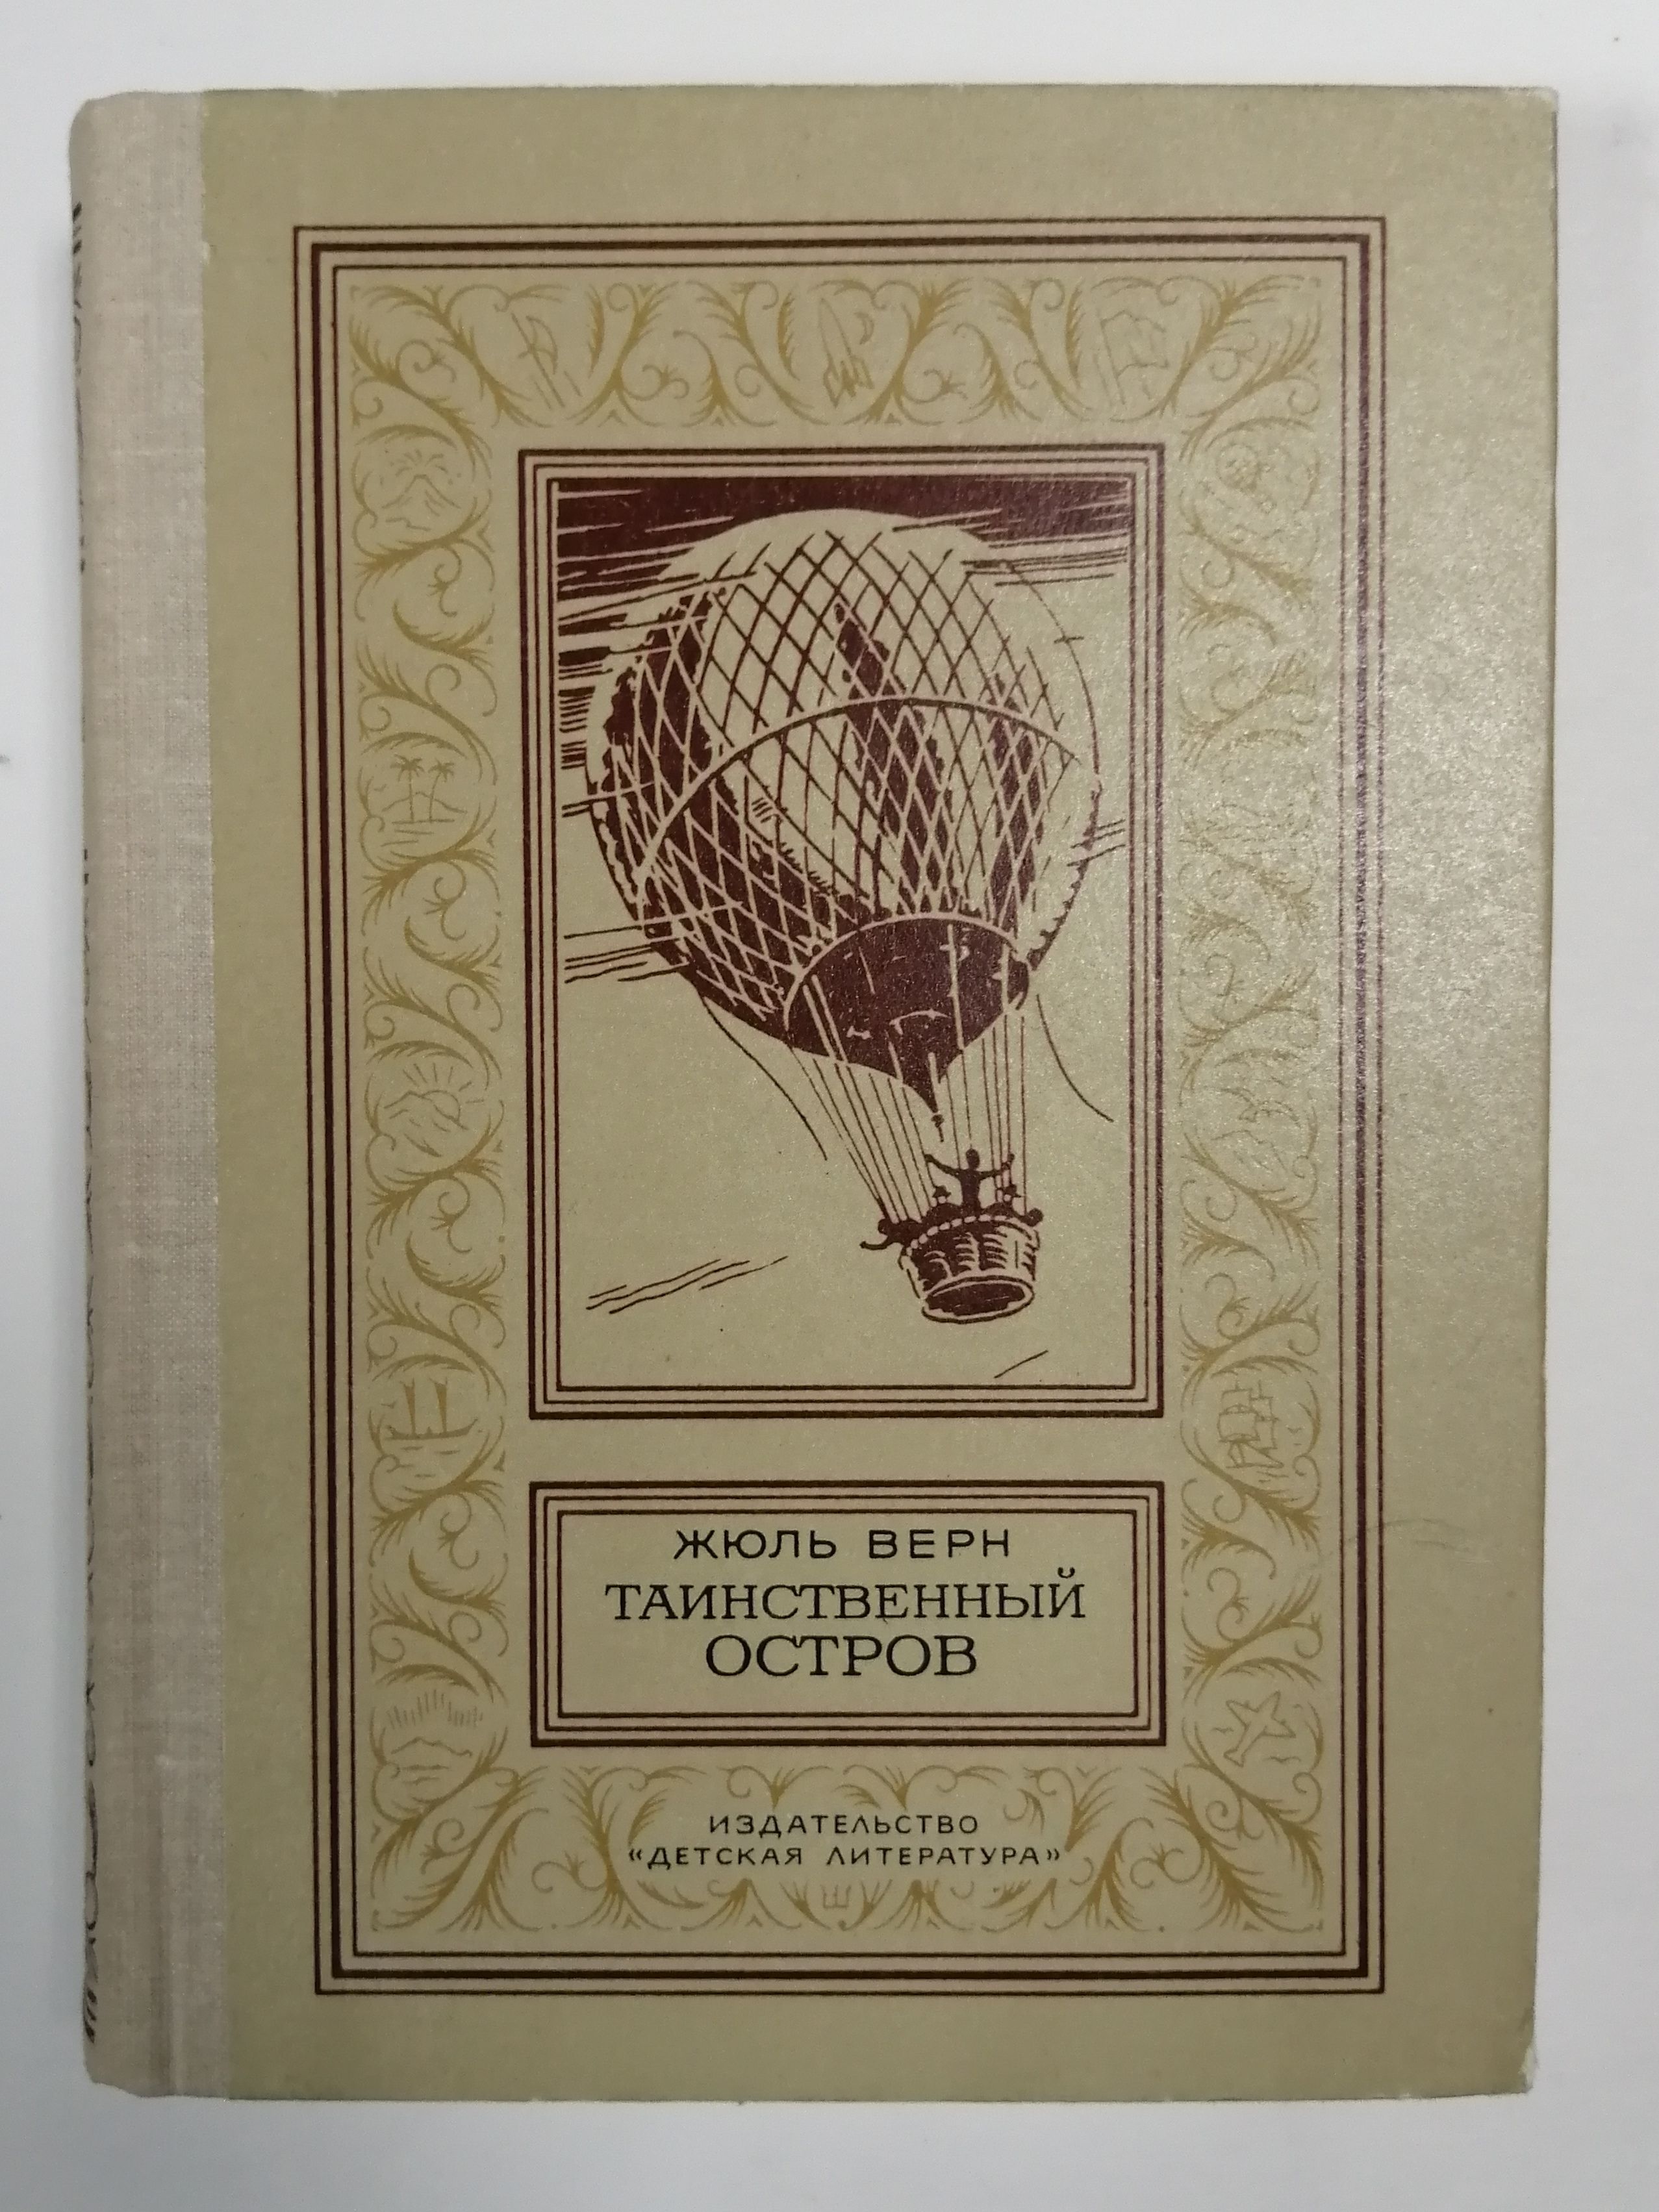 ЖЮЛЬ ВЕРН
ТАИНСТВЕННЫЙ
ОСТРОВ
ИЗДАТЕЛЬСТВО
«ДЕТСКАЯ ЛИТЕРАТУРА»